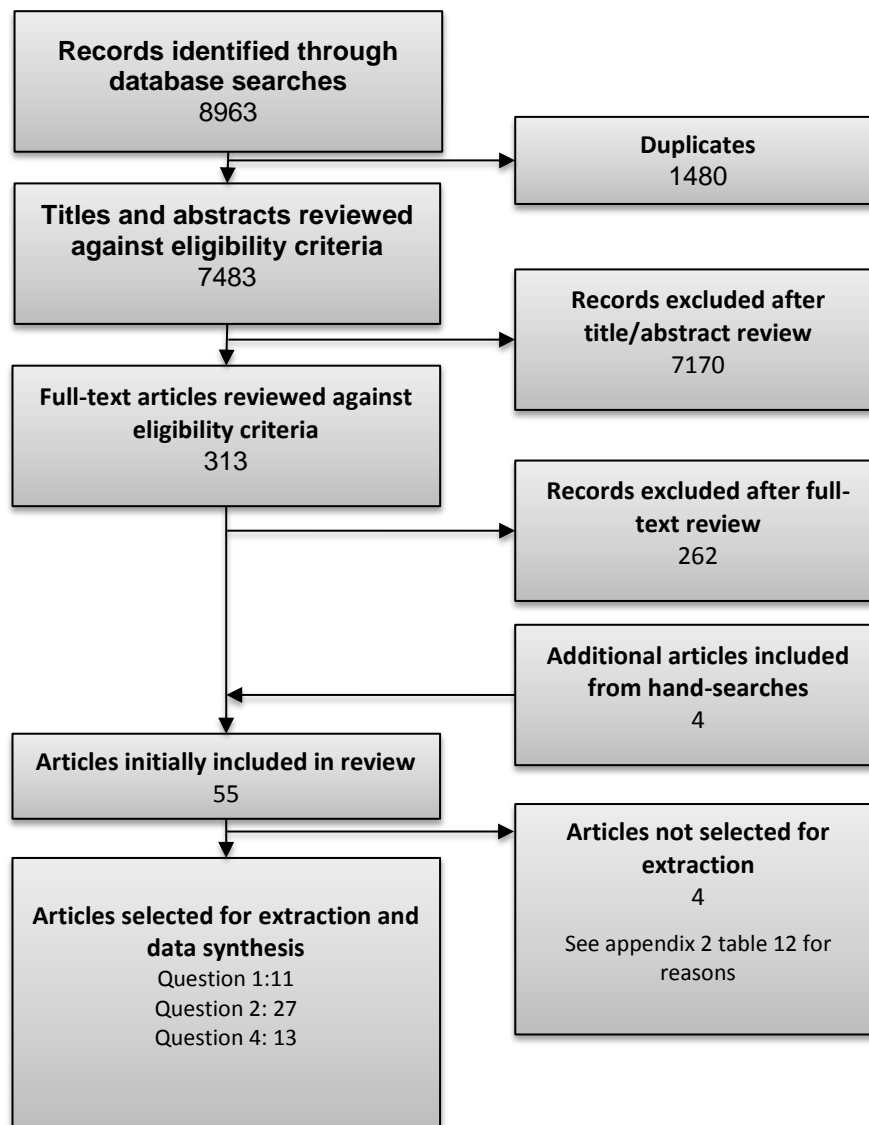 Records identified through
database searches
8963
Duplicates
1480
Titles and abstracts reviewed
against eligibility criteria
7483
Records excluded after
title/abstract review
7170
Full-text articles reviewed against
eligibility criteria
313
Records excluded after full-
text review
262
Additional articles included
from hand-searches
4
Articles initially included in review
55
Articles not selected for
extraction
4
See appendix 2 table 12 for
reasons
Articles selected for extraction and
data synthesis
Question 1:11
Question 2: 27
Question 4: 13